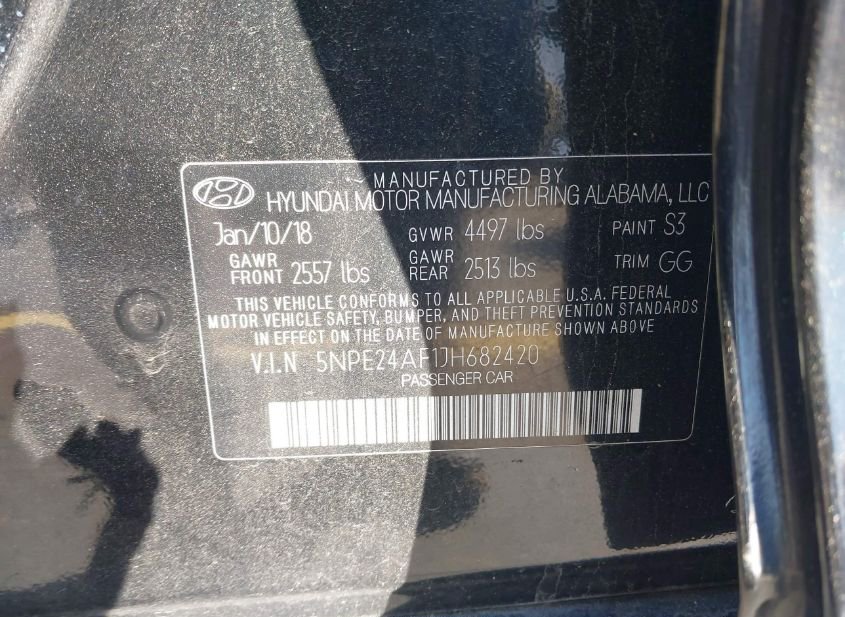 MANUFACTURED BY
HYUNDAI MOTOR MANUFACTURING ALABAMA, LLC
Jan/10/18 GVWR 4497 lbs PAINT S3
GAWR FRONT 2557 lbs GAWR REAR 2513 lbs TRIM GG
THIS VEHICLE CONFORMS TO ALL APPLICABLE U.S.A. FEDERAL
MOTOR VEHICLE SAFETY, BUMPER, AND THEFT PREVENTION STANDARDS
IN EFFECT ON THE DATE OF MANUFACTURE SHOWN ABOVE
V.I.N 5NPE24AF1JH682420
PASSENGER CAR